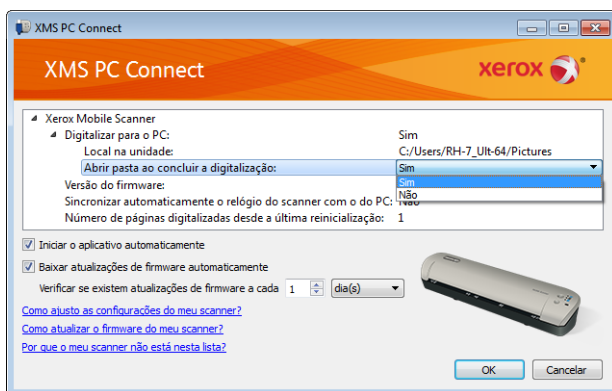 XMS PC Connect
XMS PC Connect
xerox
Xerox Mobile Scanner
Digitalizar para o PC: Sim
Local na unidade: C:/Users/RH-7_Ult-64/Pictures
Abrir pasta ao concluir a digitalização: Sim
Sim
Versão do firmware:
Não
Sincronizar automaticamente o relógio do scanner com o do PC: Não
Número de páginas digitalizadas desde a última reinicialização: 1
Iniciar o aplicativo automaticamente
Baixar atualizações de firmware automaticamente
Verificar se existem atualizações de firmware a cada 1 dia(s)
Como ajusto as configurações do meu scanner?
Como atualizar o firmware do meu scanner?
Por que o meu scanner não está nesta lista?
OK Cancelar